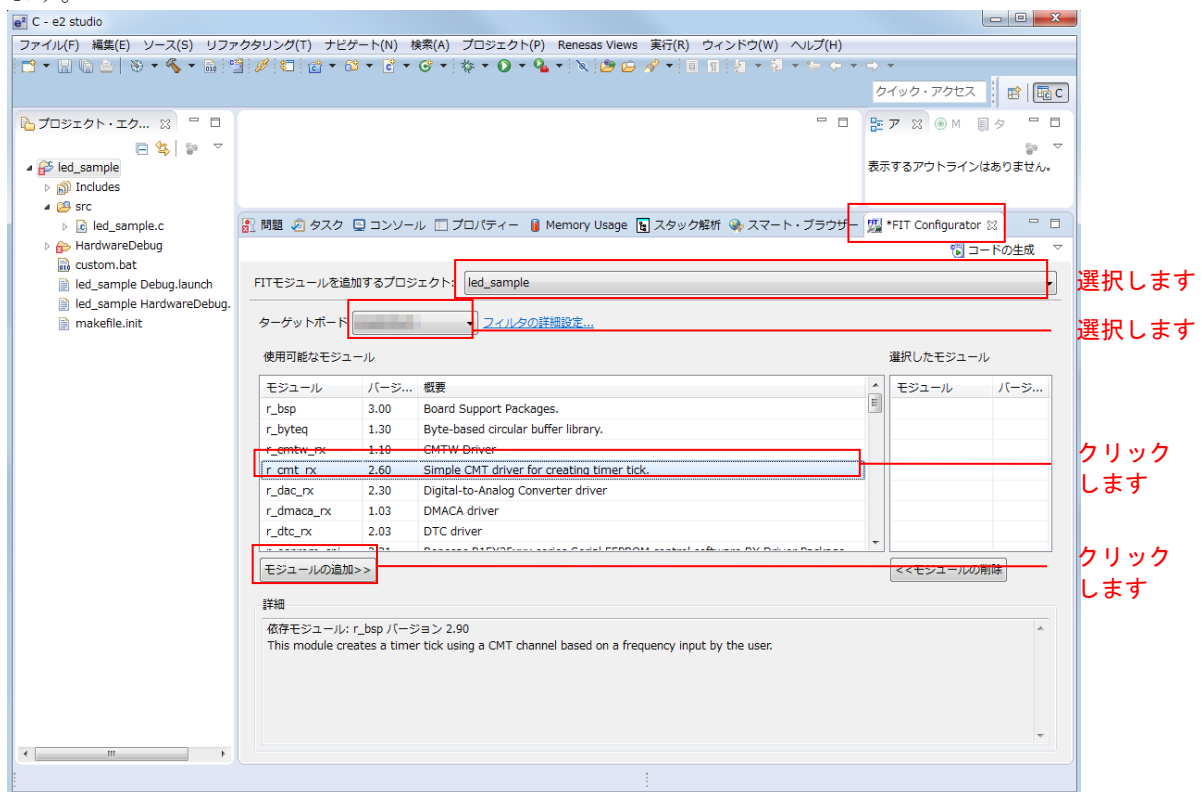 C - e2 studio
ファイル(F) 編集(E) ソース(S) リファクタリング(T) ナビゲート(N) 検索(A) プロジェクト(P) Renesas Views 実行(R) ウィンドウ(W) ヘルプ(H)
クイック・アクセス
C
プロジェクト・エク...
led_sample
Includes
src
led_sample.c
HardwareDebug
custom.bat
led_sample Debug.launch
led_sample HardwareDebug.
makefile.init
ア M タ
表示するアウトラインはありません。
問題 タスク コンソール プロパティー Memory Usage スタック解析 スマート・ブラウザー *FIT Configurator
コードの生成
FITモジュールを追加するプロジェクト: led_sample
選択します
ターゲットボード フィルタの詳細設定...
選択します
使用可能なモジュール
モジュール バージ... 概要
r_bsp 3.00 Board Support Packages.
r_byteq 1.30 Byte-based circular buffer library.
r_cmtw_rx 1.10 CMTW Driver
r_cmt_rx 2.60 Simple CMT driver for creating timer tick.
r_dac_rx 2.30 Digital-to-Analog Converter driver
r_dmaca_rx 1.03 DMACA driver
r_dtc_rx 2.03 DTC driver
選択したモジュール
モジュール バージ...
クリック
します
モジュールの追加>>
<<モジュールの削除
クリック
します
詳細
依存モジュール: r_bsp バージョン 2.90
This module creates a timer tick using a CMT channel based on a frequency input by the user.